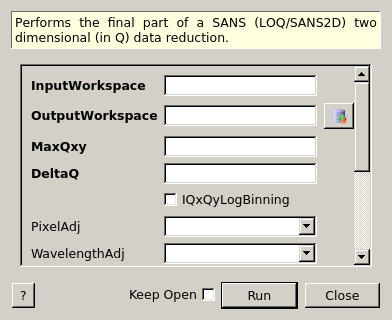 Performs the final part of a SANS (LOQ/SANS2D) two
dimensional (in Q) data reduction.
InputWorkspace
OutputWorkspace
MaxQxy
DeltaQ
IQxQyLogBinning
PixelAdj
WavelengthAdj
? Keep Open Run Close